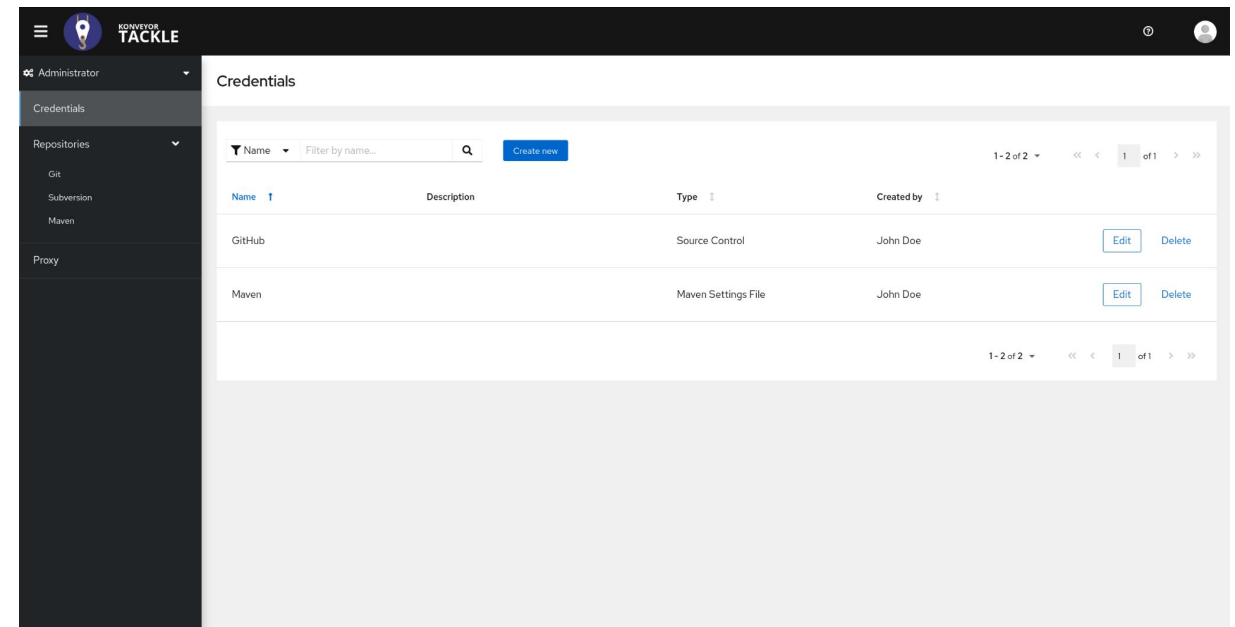 KONVEYOR
TACKLE
Administrator
Credentials
Credentials
Repositories
Git
Subversion
Maven
Proxy
Name Filter by name... Create new 1 - 2 of 2 1 of 1
Name Description Type Created by
GitHub Source Control John Doe Edit Delete
Maven Maven Settings File John Doe Edit Delete
1 - 2 of 2 1 of 1